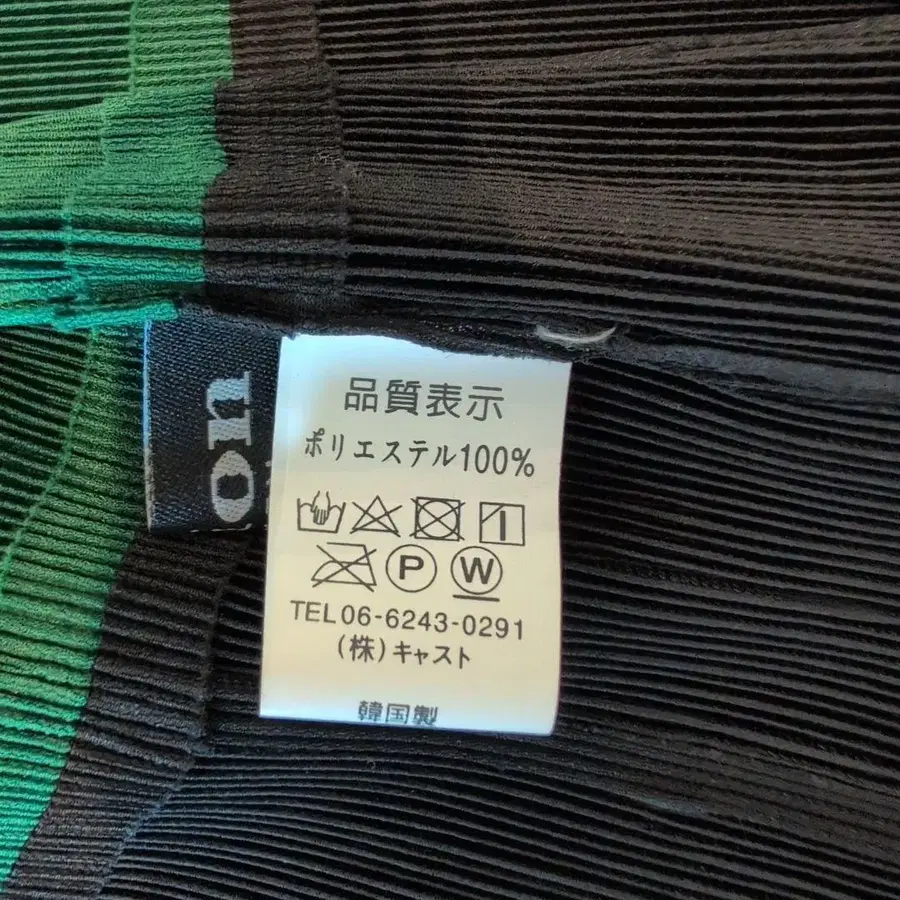 on
品質表示
ポリエステル100%
P W
TEL06-6243-0291
(株)キャスト
韓国製